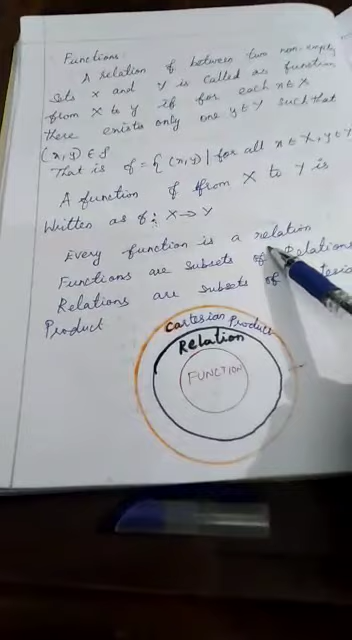 Functions:
A relation f between two non-empty
sets X and Y is called as function
from X to Y if for each x ∈ X
there exists only one y ∈ Y such that
(x,y) ∈ f
That is f = {(x,y) | for all x ∈ X, y ∈ Y
A function f from X to Y is
Written as f: X → Y
Every function is a relation
Functions are subsets of Relations
Relations are subsets of
Product
Cartesian Product
Relation
FUNCTION